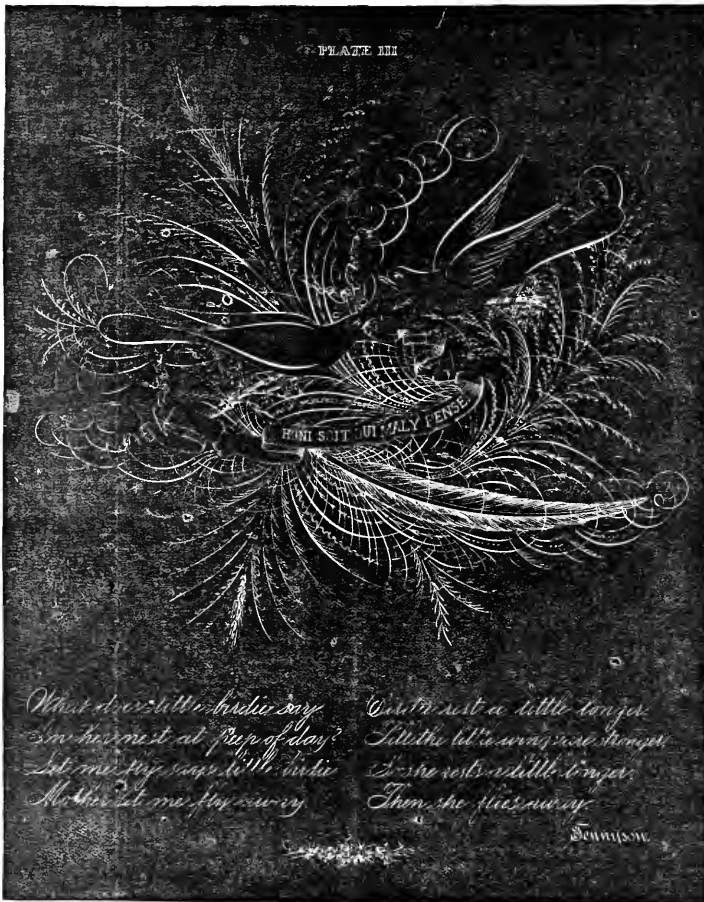 PLATE III
HONI SOIT QUI MALY PENSE
What does little birdie say
In her nest at peep of day?
Let me fly says little birdie
Mother let me fly away
Birdie rest a little longer
Till the little wings are stronger,
So she rests a little longer,
Then she flies away.
Tennyson